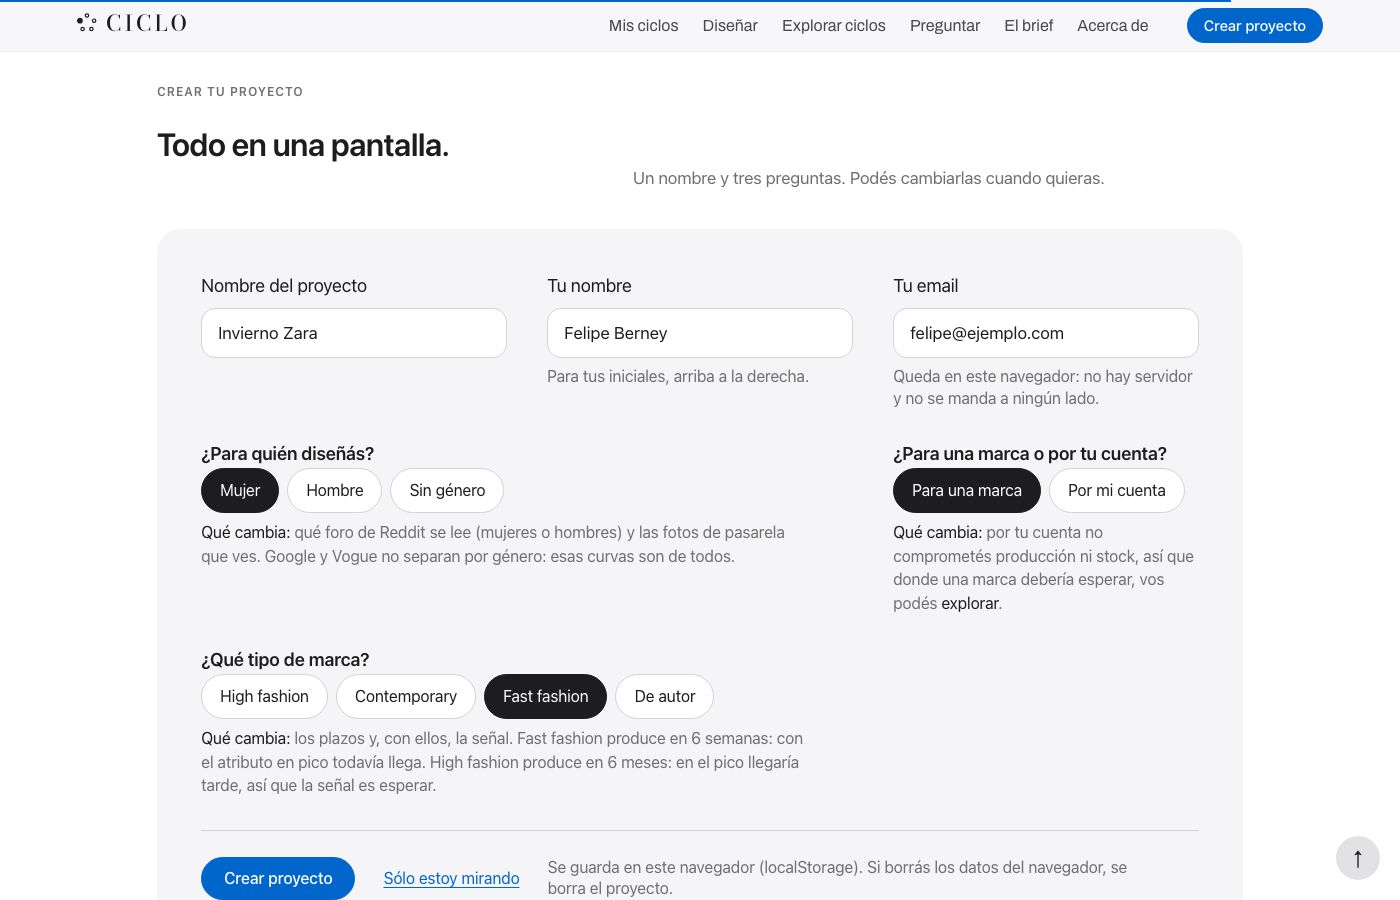 CICLO
Mis ciclos
Diseñar
Explorar ciclos
Preguntar
El brief
Acerca de
Crear proyecto
CREAR TU PROYECTO
Todo en una pantalla.
Un nombre y tres preguntas. Podés cambiarlas cuando quieras.
Nombre del proyecto
Invierno Zara
Tu nombre
Felipe Berney
Para tus iniciales, arriba a la derecha.
Tu email
felipe@ejemplo.com
Queda en este navegador: no hay servidor
y no se manda a ningún lado.
¿Para quién diseñás?
Mujer
Hombre
Sin género
Qué cambia: qué foro de Reddit se lee (mujeres o hombres) y las fotos de pasarela
que ves. Google y Vogue no separan por género: esas curvas son de todos.
¿Para una marca o por tu cuenta?
Para una marca
Por mi cuenta
Qué cambia: por tu cuenta no
comprometés producción ni stock, así que
donde una marca debería esperar, vos
podés explorar.
¿Qué tipo de marca?
High fashion
Contemporary
Fast fashion
De autor
Qué cambia: los plazos y, con ellos, la señal. Fast fashion produce en 6 semanas: con
el atributo en pico todavía llega. High fashion produce en 6 meses: en el pico llegaría
tarde, así que la señal es esperar.
Crear proyecto
Sólo estoy mirando
Se guarda en este navegador (localStorage). Si borrás los datos del navegador, se
borra el proyecto.
↑